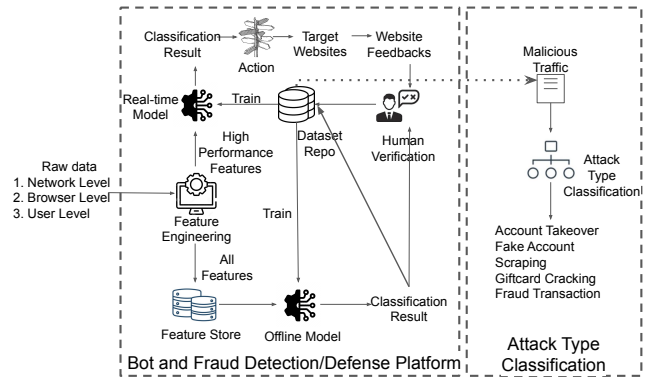 Classification
Result
Action
Target
Websites
Website
Feedbacks
Malicious
Traffic
Real-time
Model
Train
Dataset
Repo
Human
Verification
High
Performance
Features
Raw data
1. Network Level
2. Browser Level
3. User Level
Feature
Engineering
Train
Attack
Type
Classification
All
Features
Account Takeover
Fake Account
Scraping
Giftcard Cracking
Fraud Transaction
Feature Store
Offline Model
Classification
Result
Bot and Fraud Detection/Defense Platform
Attack Type
Classification